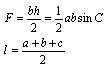 F = bh/2 = 1/2 ab sin C
l = a + b + c/2